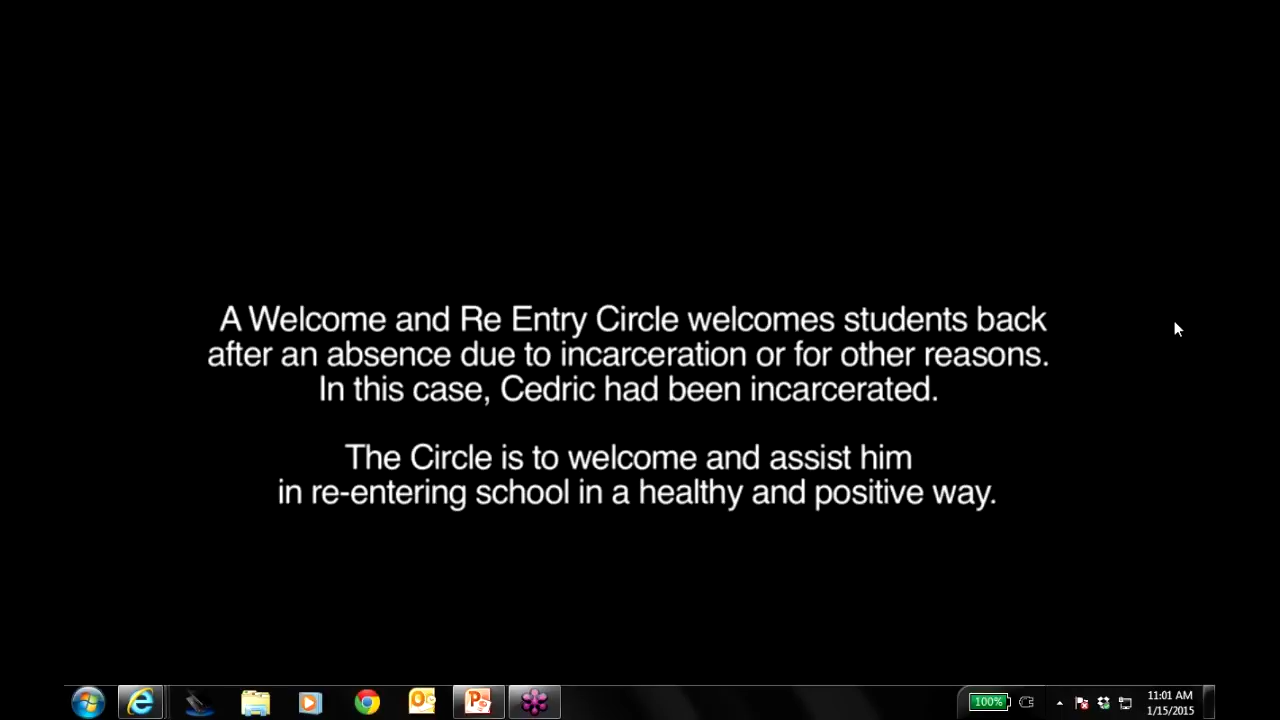 A Welcome and Re Entry Circle welcomes students back
after an absence due to incarceration or for other reasons.
In this case, Cedric had been incarcerated.
The Circle is to welcome and assist him
in re-entering school in a healthy and positive way.
100%
11:01 AM
1/15/2015